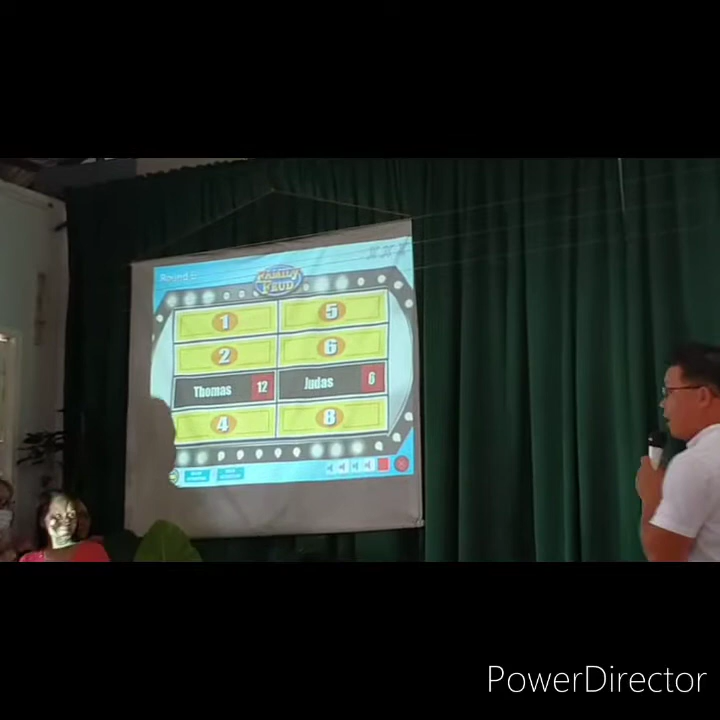 Round 6
FAMILY
FEUD
X X X
1
5
2
6
Thomas 12
Judas 6
4
8
PowerDirector